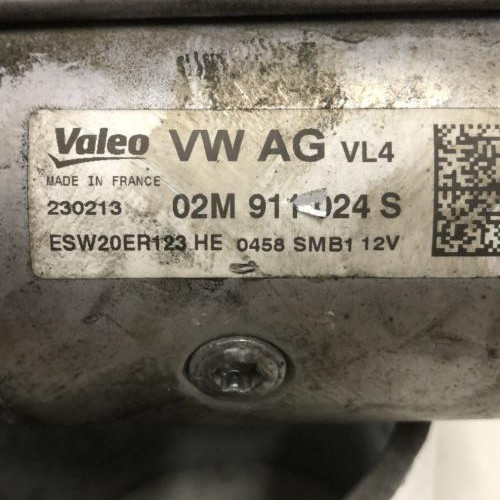 Valeo VW AG VL4
MADE IN FRANCE
230213 02M 911 024 S
ESW20ER123 HE 0458 SMB1 12V